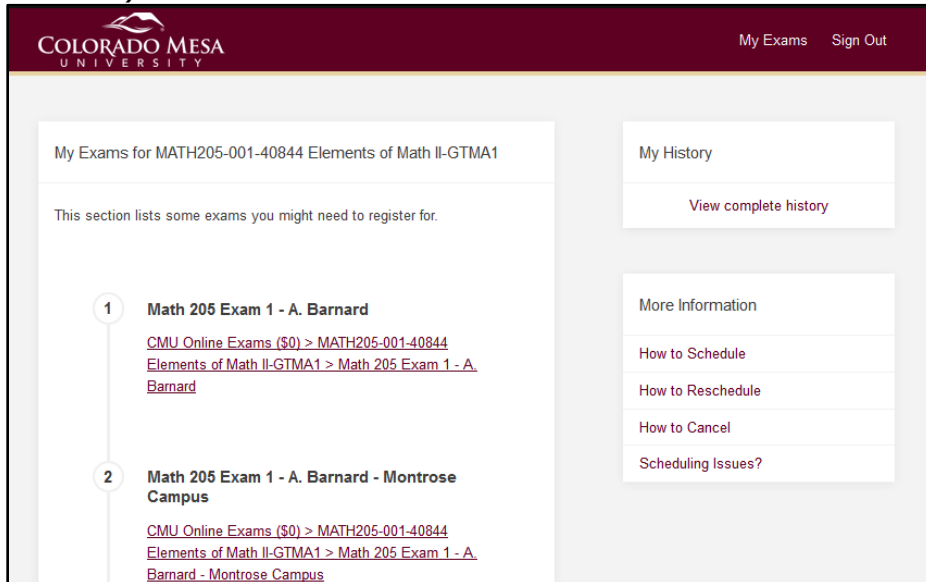 COLORADO MESA
UNIVERSITY
My Exams
Sign Out
My Exams for MATH205-001-40844 Elements of Math II-GTMA1
This section lists some exams you might need to register for.
1
Math 205 Exam 1 - A. Barnard
CMU Online Exams ($0) > MATH205-001-40844
Elements of Math II-GTMA1 > Math 205 Exam 1 - A.
Barnard
2
Math 205 Exam 1 - A. Barnard - Montrose
Campus
CMU Online Exams ($0) > MATH205-001-40844
Elements of Math II-GTMA1 > Math 205 Exam 1 - A.
Barnard - Montrose Campus
My History
View complete history
More Information
How to Schedule
How to Reschedule
How to Cancel
Scheduling Issues?